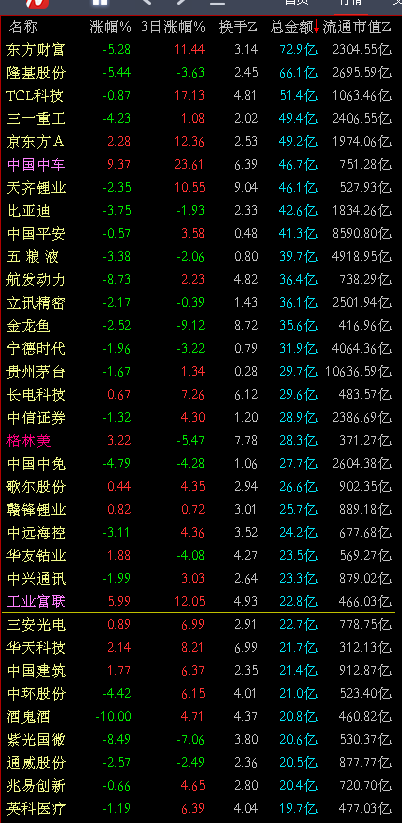 名称 涨幅% 3日涨幅% 换手Z 总金额↓流通市值Z
东方财富 -5.28 11.44 3.14 72.9亿 2304.55亿
隆基股份 -5.44 -3.63 2.45 66.1亿 2695.59亿
TCL科技 -0.87 17.13 4.81 51.4亿 1063.46亿
三一重工 -4.23 1.08 2.02 49.4亿 2406.55亿
京东方A 2.28 12.36 2.53 49.2亿 1974.06亿
中国中车 9.37 23.61 6.39 46.7亿 751.28亿
天齐锂业 -2.35 10.55 9.04 46.1亿 527.93亿
比亚迪 -3.75 -1.93 2.33 42.6亿 1834.26亿
中国平安 -0.57 3.58 0.48 41.3亿 8590.80亿
五 粮 液 -3.38 -2.06 0.80 39.7亿 4918.95亿
航发动力 -8.73 2.23 4.82 36.4亿 738.29亿
立讯精密 -2.17 -0.39 1.43 36.1亿 2501.94亿
金龙鱼 -2.52 -9.12 8.72 35.6亿 416.96亿
宁德时代 -1.96 -3.22 0.79 31.9亿 4064.36亿
贵州茅台 -1.67 1.34 0.28 29.7亿 10636.59亿
长电科技 0.67 7.26 6.12 29.6亿 483.57亿
中信证券 -1.32 4.30 1.20 28.9亿 2386.69亿
格林美 3.22 -5.47 7.78 28.3亿 371.27亿
中国中免 -4.79 -4.28 1.06 27.7亿 2604.38亿
歌尔股份 0.44 4.35 2.94 26.6亿 902.35亿
赣锋锂业 0.82 0.72 3.01 25.7亿 889.18亿
中远海控 -3.11 4.36 3.52 24.2亿 677.68亿
华友钴业 1.88 -4.08 4.27 23.5亿 569.27亿
中兴通讯 -1.99 3.03 2.64 23.3亿 879.02亿
工业富联 5.99 12.05 4.93 22.8亿 466.03亿
三安光电 0.89 6.99 2.91 22.7亿 778.75亿
华天科技 2.14 8.21 6.99 21.7亿 312.13亿
中国建筑 1.77 6.37 2.35 21.4亿 912.87亿
中环股份 -4.42 6.15 4.01 21.0亿 523.40亿
酒鬼酒 -10.00 4.71 4.37 20.8亿 460.82亿
紫光国微 -8.49 -7.06 3.80 20.6亿 530.37亿
通威股份 -2.57 -2.49 2.36 20.5亿 877.77亿
兆易创新 -0.66 4.65 2.80 20.4亿 720.70亿
英科医疗 -1.19 6.39 4.04 19.7亿 477.03亿